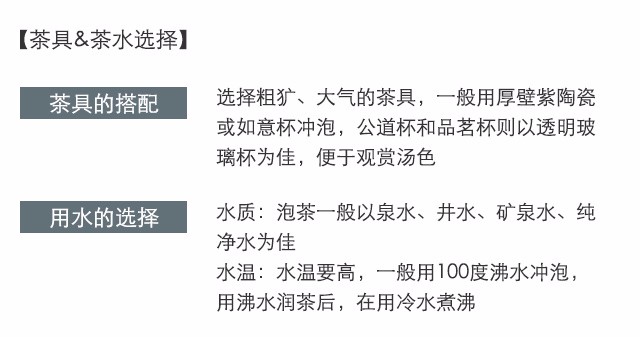 【茶具&茶水选择】
茶具的搭配
选择粗犷、大气的茶具，一般用厚壁紫陶瓷
或如意杯冲泡，公道杯和品茗杯则以透明玻
璃杯为佳，便于观赏汤色
用水的选择
水质：泡茶一般以泉水、井水、矿泉水、纯
净水为佳
水温：水温要高，一般用100度沸水冲泡，
用沸水润茶后，在用冷水煮沸